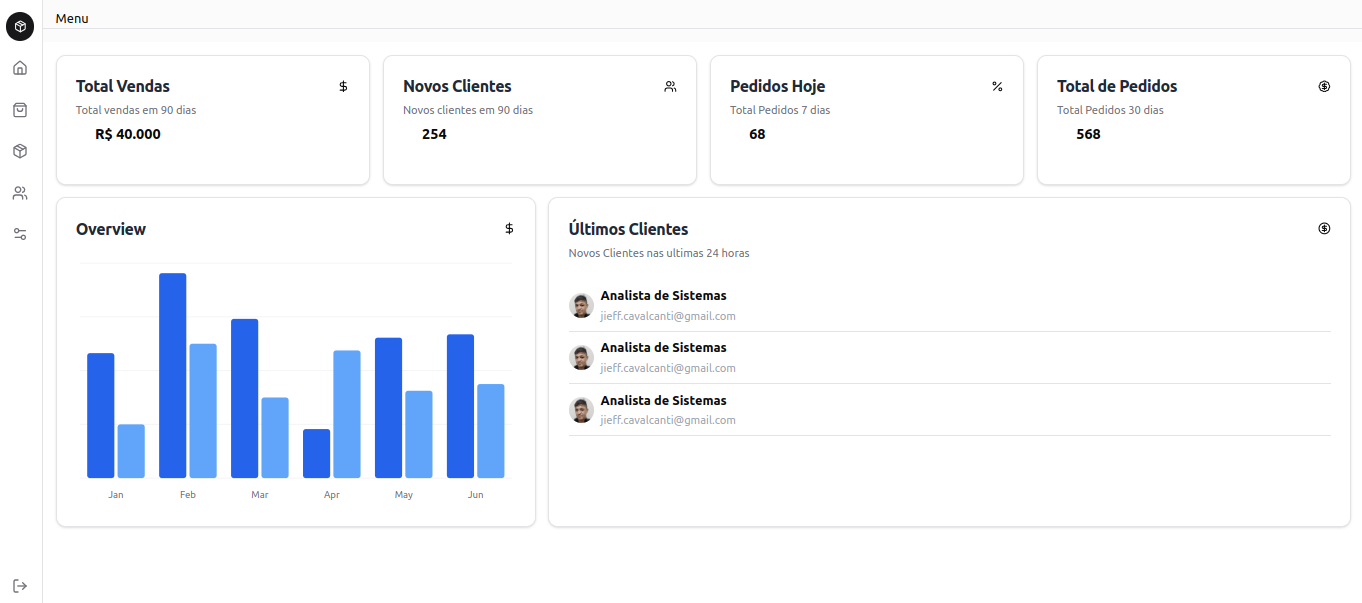 Menu
Total Vendas
Total vendas em 90 dias
R$ 40.000
Novos Clientes
Novos clientes em 90 dias
254
Pedidos Hoje
Total Pedidos 7 dias
68
Total de Pedidos
Total Pedidos 30 dias
568
Overview
Jan Feb Mar Apr May Jun
Últimos Clientes
Novos Clientes nas ultimas 24 horas
Analista de Sistemas
jieff.cavalcanti@gmail.com
Analista de Sistemas
jieff.cavalcanti@gmail.com
Analista de Sistemas
jieff.cavalcanti@gmail.com